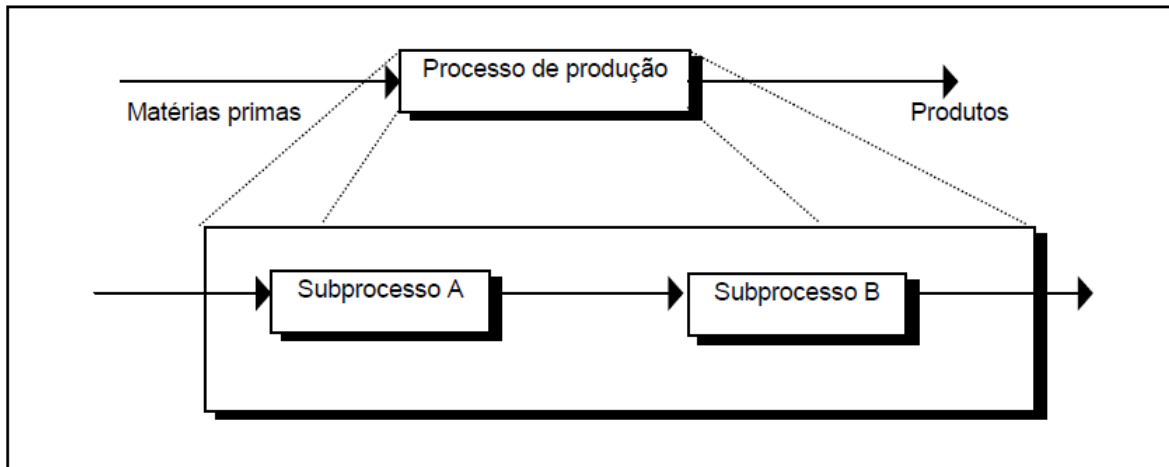 Processo de produção
Matérias primas
Produtos
Subprocesso A
Subprocesso B